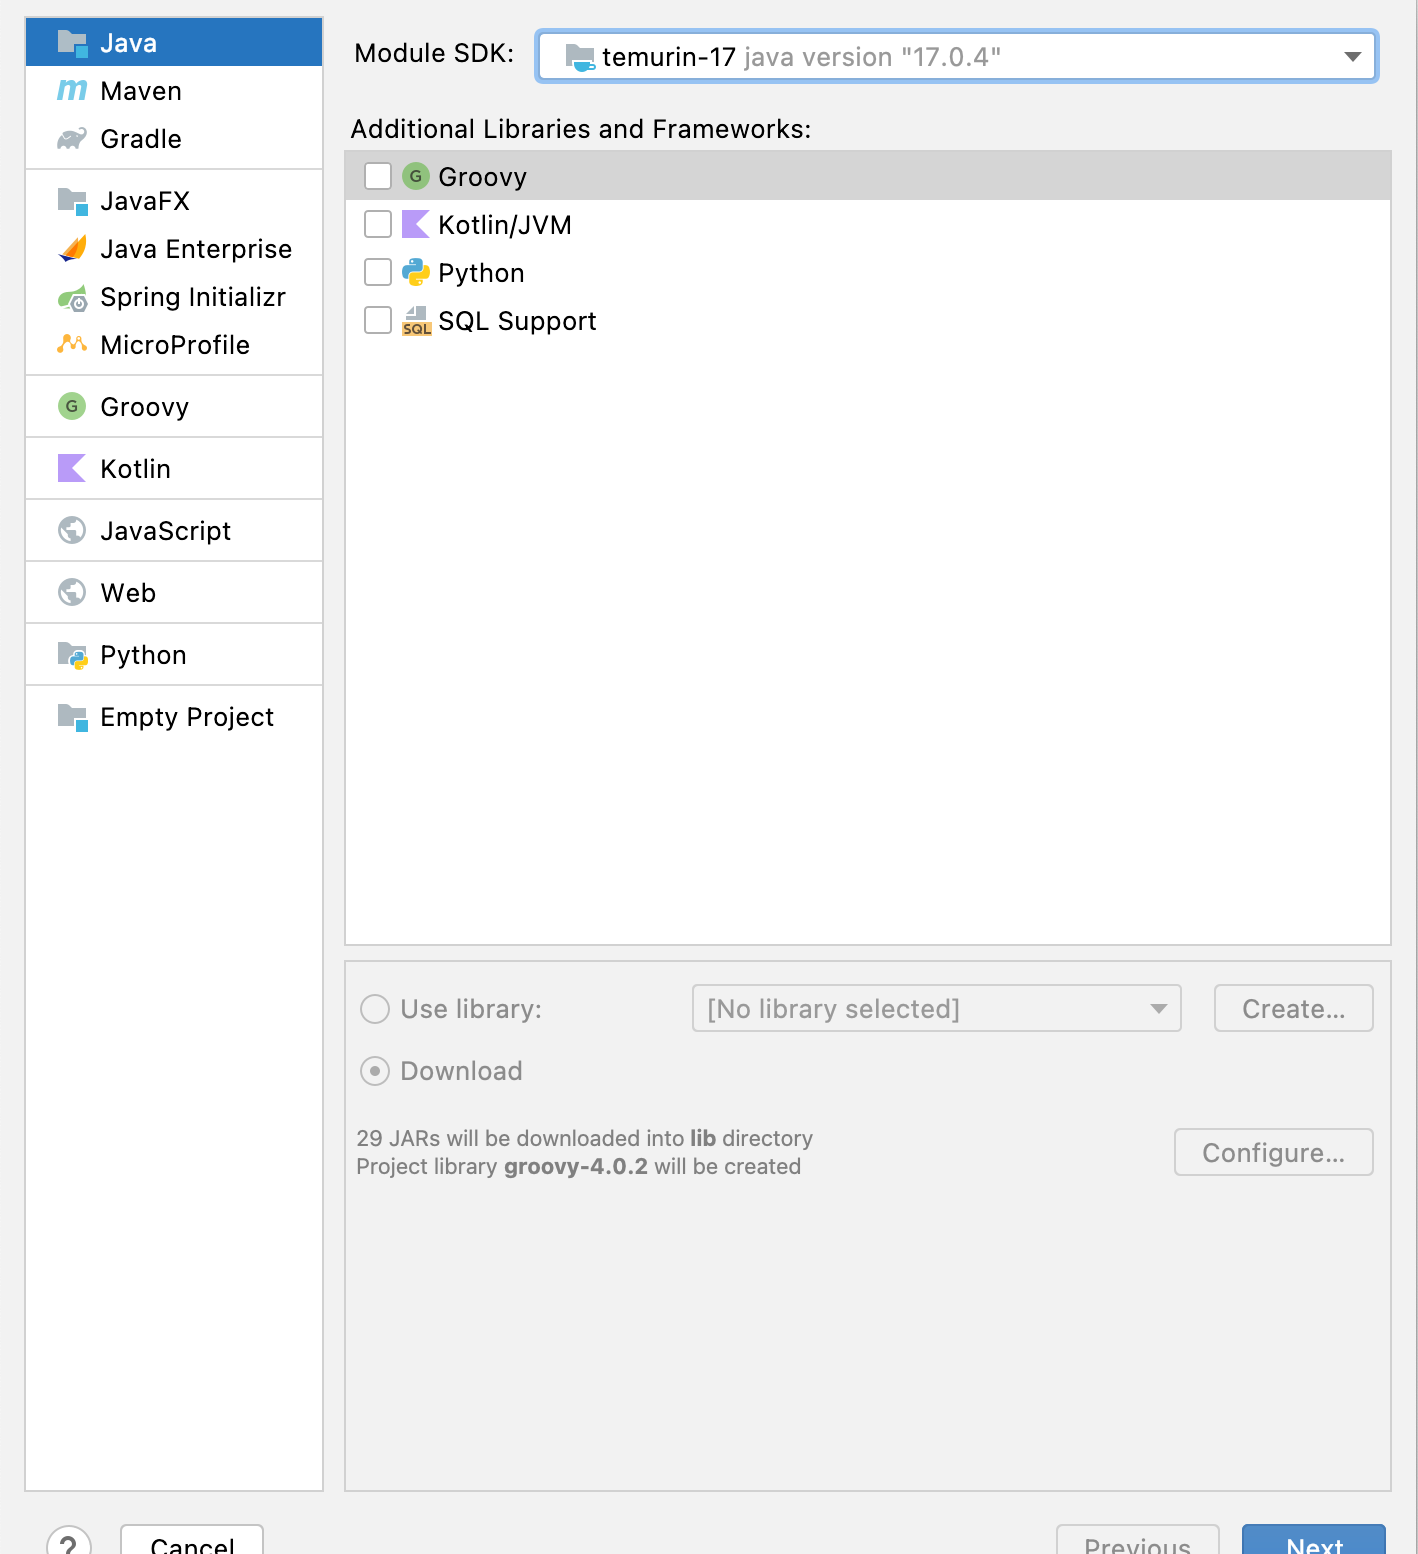 Java
Maven
Gradle
JavaFX
Java Enterprise
Spring Initializr
MicroProfile
G Groovy
Kotlin
JavaScript
Web
Python
Empty Project
Module SDK: temurin-17 java version "17.0.4"
Additional Libraries and Frameworks:
G Groovy
Kotlin/JVM
Python
SQL SQL Support
Use library: [No library selected] Create...
Download
29 JARs will be downloaded into lib directory
Project library groovy-4.0.2 will be created
Configure...
? Cancel Previous Next